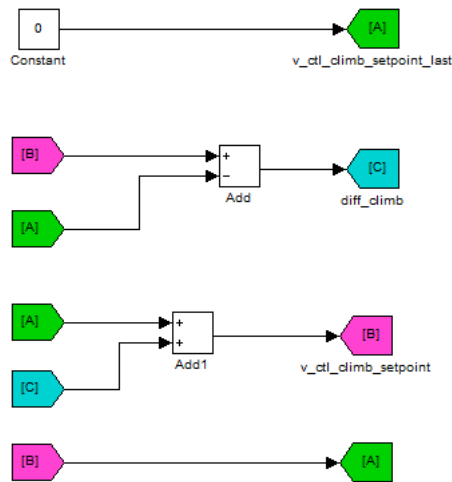 0
[A]
Constant
v_ctl_climb_setpoint_last
[B]
+
−
[C]
[A]
Add
diff_climb
[A]
+
+
[B]
[C]
Add1
v_ctl_climb_setpoint
[B]
[A]